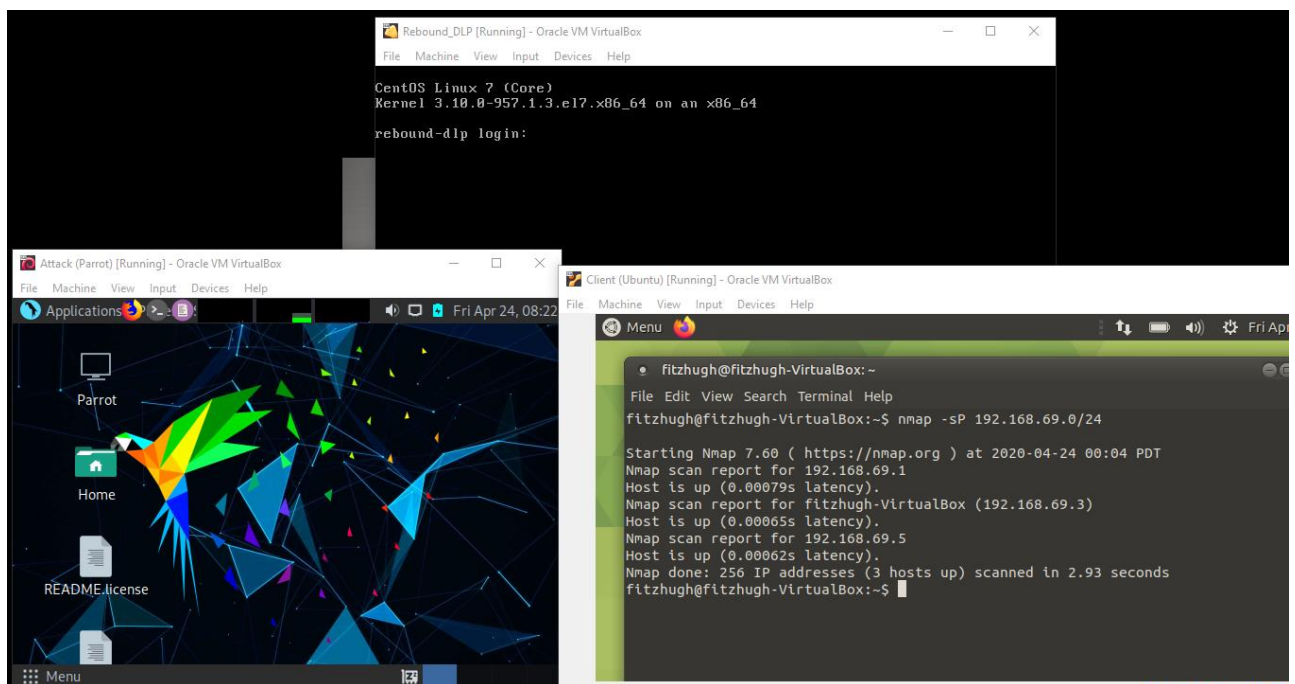 Rebound_DLP [Running] - Oracle VM VirtualBox
File Machine View Input Devices Help
CentOS Linux 7 (Core)
Kernel 3.10.0-957.1.3.el7.x86_64 on an x86_64
rebound-dlp login:
Attack (Parrot) [Running] - Oracle VM VirtualBox
File Machine View Input Devices Help
Applications
Fri Apr 24, 08:22
Parrot
Home
README.license
Menu
Client (Ubuntu) [Running] - Oracle VM VirtualBox
File Machine View Input Devices Help
Menu
Fri Apr
fitzhugh@fitzhugh-VirtualBox: ~
File Edit View Search Terminal Help
fitzhugh@fitzhugh-VirtualBox:~$ nmap -sP 192.168.69.0/24
Starting Nmap 7.60 ( https://nmap.org ) at 2020-04-24 00:04 PDT
Nmap scan report for 192.168.69.1
Host is up (0.00079s latency).
Nmap scan report for fitzhugh-VirtualBox (192.168.69.3)
Host is up (0.00065s latency).
Nmap scan report for 192.168.69.5
Host is up (0.00062s latency).
Nmap done: 256 IP addresses (3 hosts up) scanned in 2.93 seconds
fitzhugh@fitzhugh-VirtualBox:~$